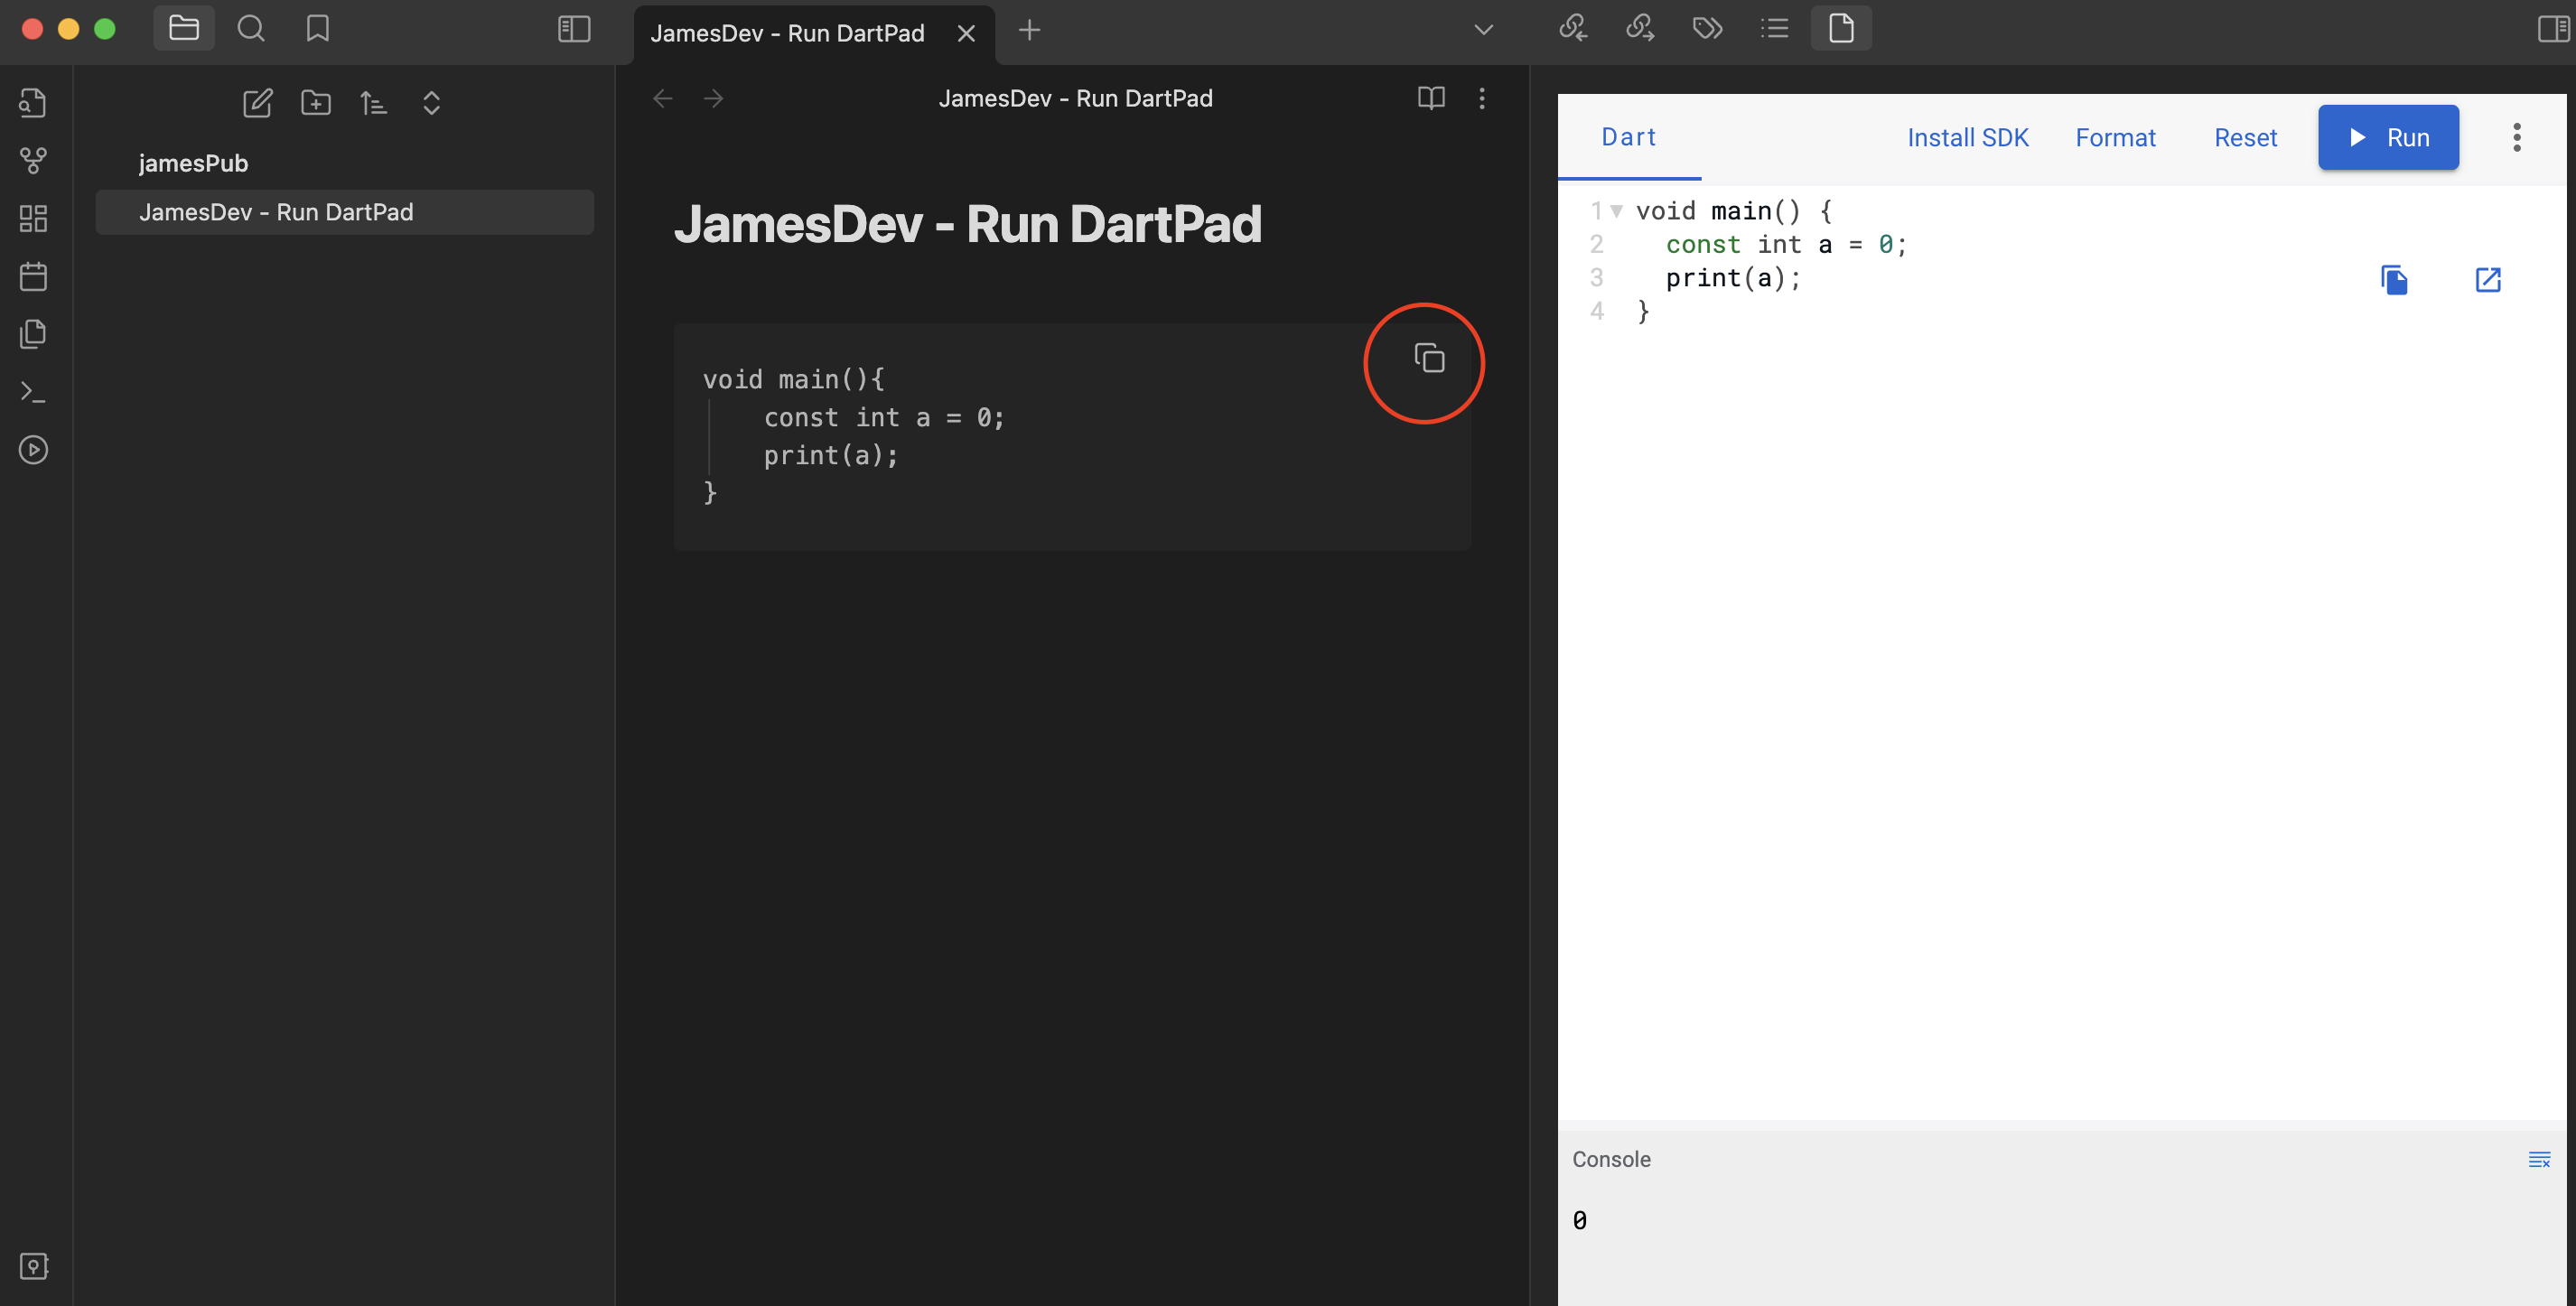 JamesDev - Run DartPad
jamesPub
JamesDev - Run DartPad
JamesDev - Run DartPad
JamesDev - Run DartPad
void main(){
    const int a = 0;
    print(a);
}
Dart
Install SDK
Format
Reset
Run
1 void main() {
2   const int a = 0;
3   print(a);
4 }
Console
0